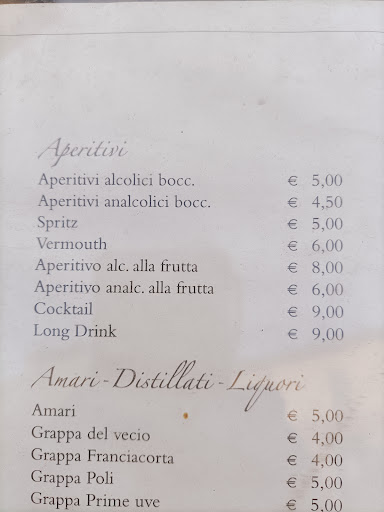 Aperitivi
Aperitivi alcolici bocc. € 5,00
Aperitivi analcolici bocc. € 4,50
Spritz € 5,00
Vermouth € 6,00
Aperitivo alc. alla frutta € 8,00
Aperitivo analc. alla frutta € 6,00
Cocktail € 9,00
Long Drink € 9,00
Amari - Distillati - Liquori
Amari € 5,00
Grappa del vecio € 4,00
Grappa Franciacorta € 4,00
Grappa Poli € 5,00
Grappa Prime uve € 5,00